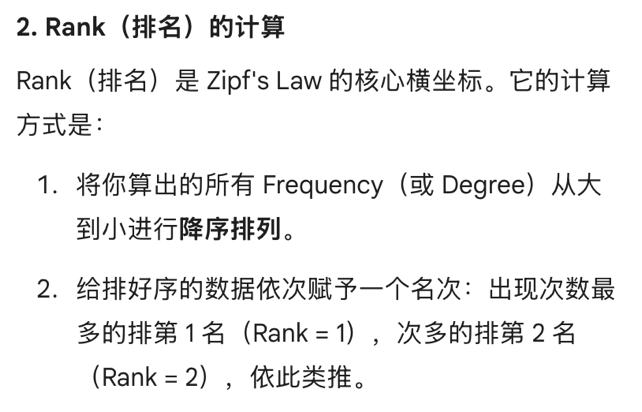 2. Rank（排名）的计算
Rank（排名）是 Zipf's Law 的核心横坐标。它的计算
方式是：
1. 将你算出的所有 Frequency（或 Degree）从大
到小进行降序排列。
2. 给排好序的数据依次赋予一个名次：出现次数最
多的排第 1 名（Rank = 1），次多的排第 2 名
（Rank = 2），依此类推。